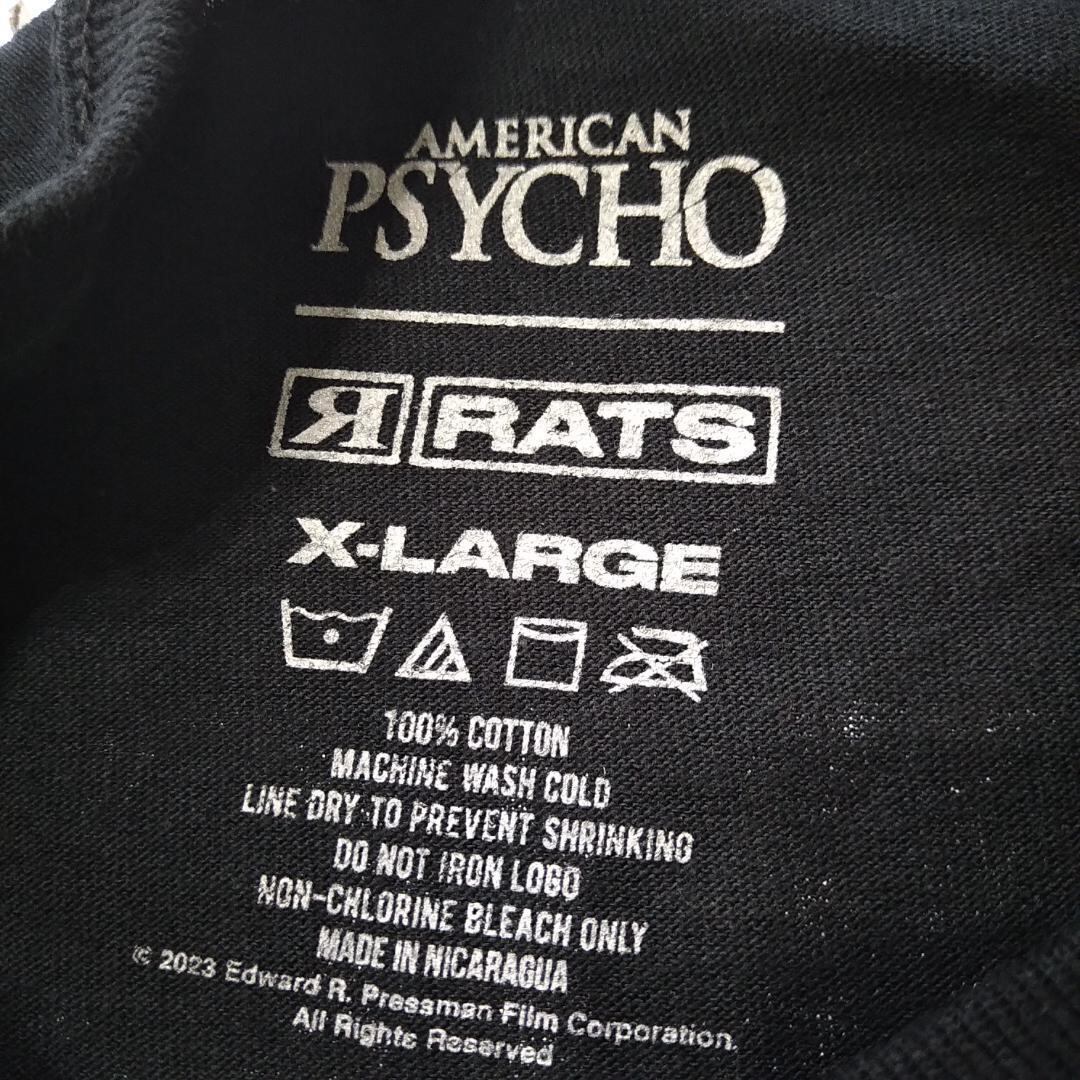 AMERICAN
PSYCHO
Я RATS
X-LARGE
100% COTTON
MACHINE WASH COLD
LINE DRY TO PREVENT SHRINKING
DO NOT IRON LOGO
NON-CHLORINE BLEACH ONLY
MADE IN NICARAGUA
© 2023 Edward R. Pressman Film Corporation.
All Rights Reserved